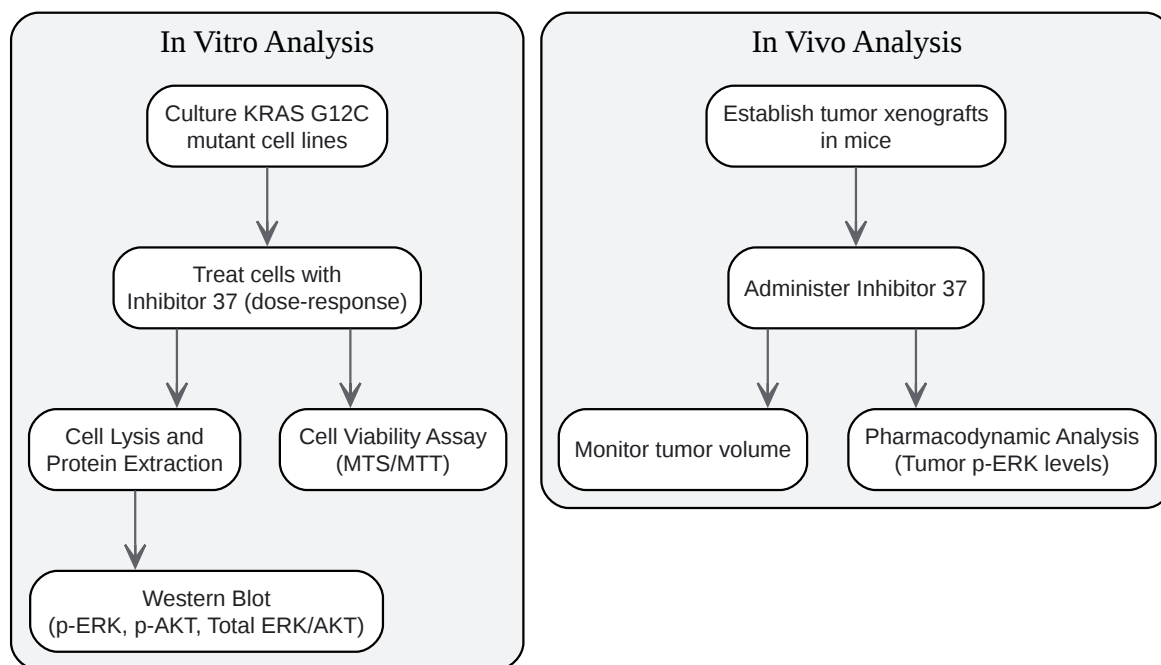 In Vitro Analysis
Culture KRAS G12C
mutant cell lines
Treat cells with
Inhibitor 37 (dose-response)
Cell Lysis and
Protein Extraction
Cell Viability Assay
(MTS/MTT)
Western Blot
(p-ERK, p-AKT, Total ERK/AKT)
In Vivo Analysis
Establish tumor xenografts
in mice
Administer Inhibitor 37
Monitor tumor volume
Pharmacodynamic Analysis
(Tumor p-ERK levels)